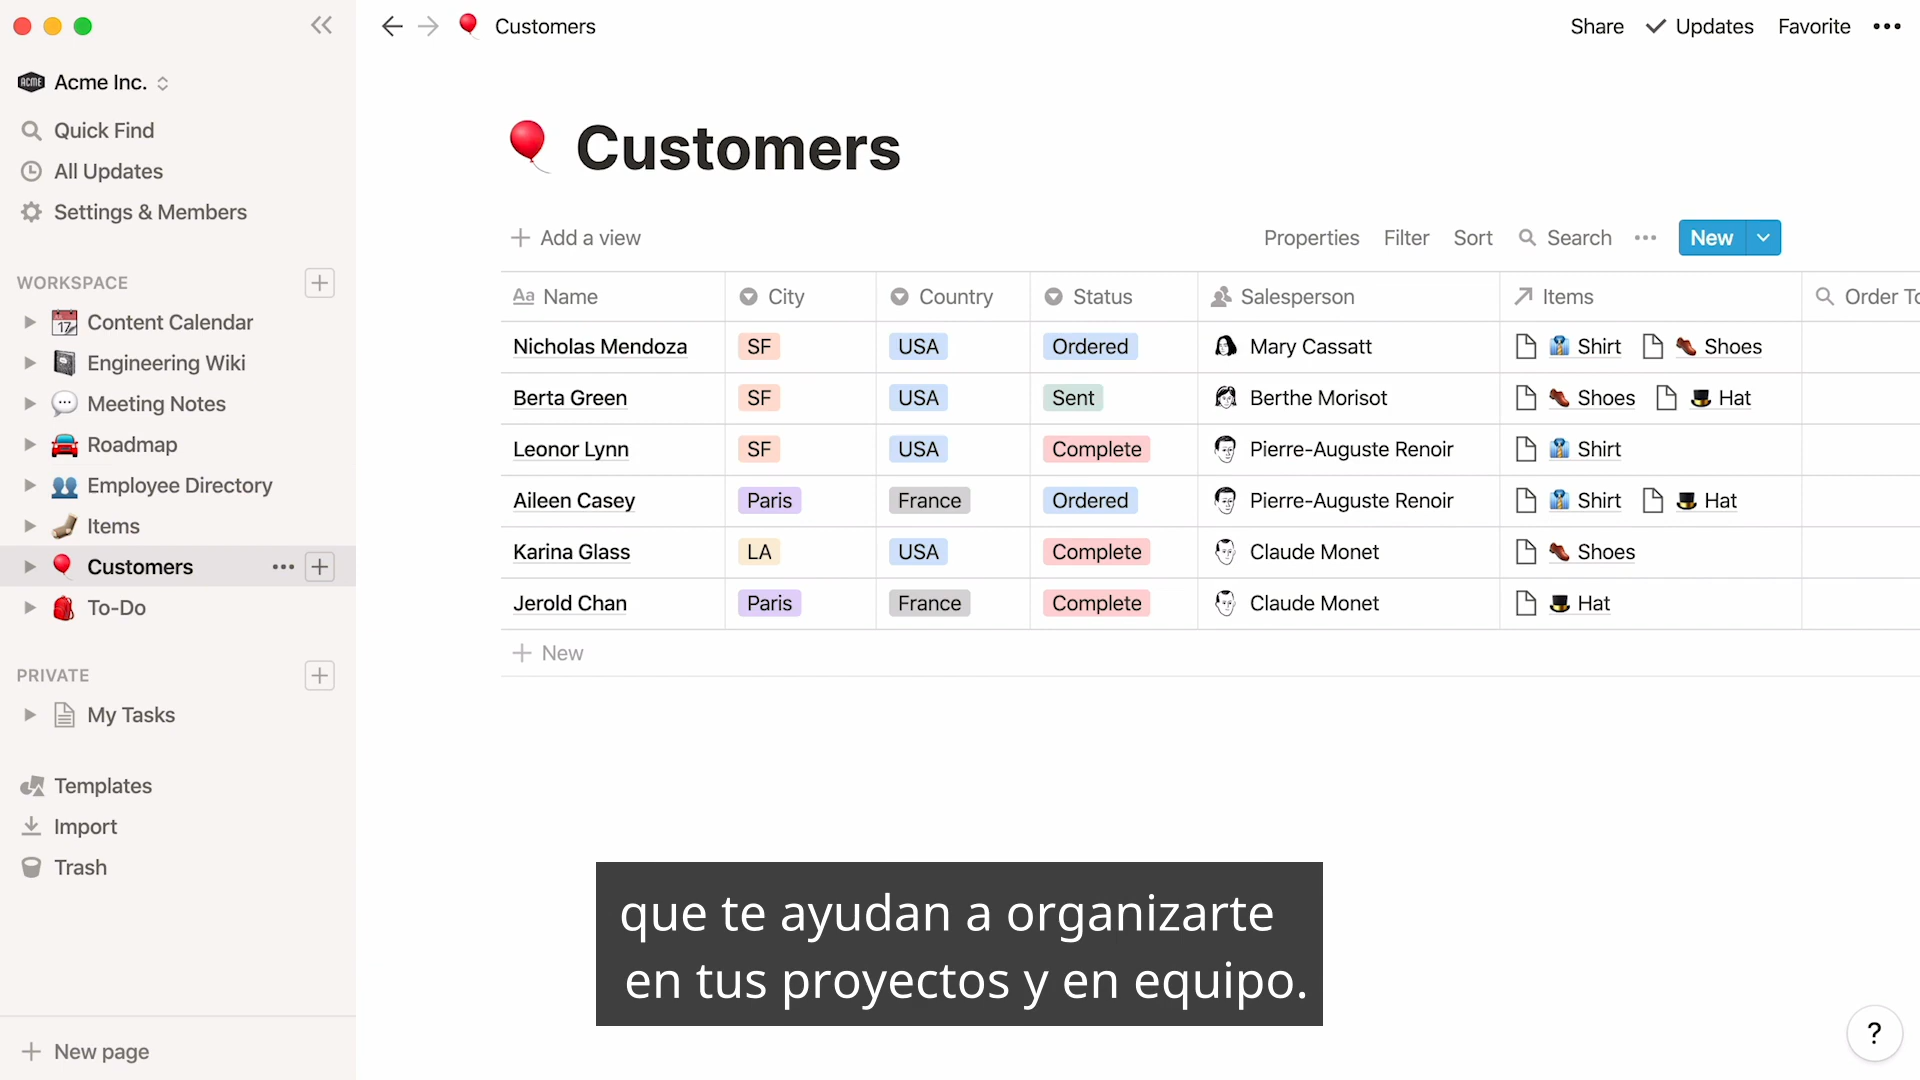 Customers
Share
Updates
Favorite
ACME
Acme Inc.
Quick Find
All Updates
Settings & Members
WORKSPACE
17 Content Calendar
Engineering Wiki
Meeting Notes
Roadmap
Employee Directory
Items
Customers
To-Do
PRIVATE
My Tasks
Templates
Import
Trash
New page
Customers
Add a view
Properties Filter Sort Search New
Aa Name City Country Status Salesperson Items
Nicholas Mendoza SF USA Ordered Mary Cassatt Shirt Shoes
Berta Green SF USA Sent Berthe Morisot Shoes Hat
Leonor Lynn SF USA Complete Pierre-Auguste Renoir Shirt
Aileen Casey Paris France Ordered Pierre-Auguste Renoir Shirt Hat
Karina Glass LA USA Complete Claude Monet Shoes
Jerold Chan Paris France Complete Claude Monet Hat
New
que te ayudan a organizarte
en tus proyectos y en equipo.
?